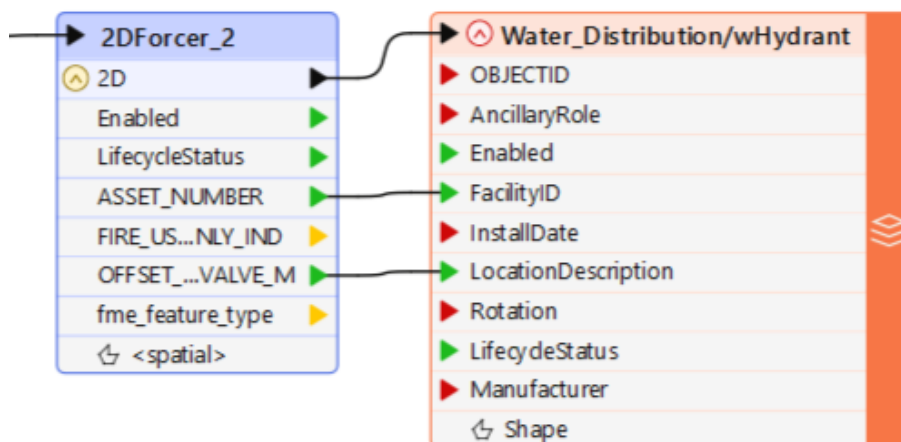 2DForcer_2
2D
Enabled
LifecycleStatus
ASSET_NUMBER
FIRE_US...NLY_IND
OFFSET_...VALVE_M
fme_feature_type
<spatial>
Water_Distribution/wHydrant
OBJECTID
AncillaryRole
Enabled
FacilityID
InstallDate
LocationDescription
Rotation
LifecycleStatus
Manufacturer
Shape